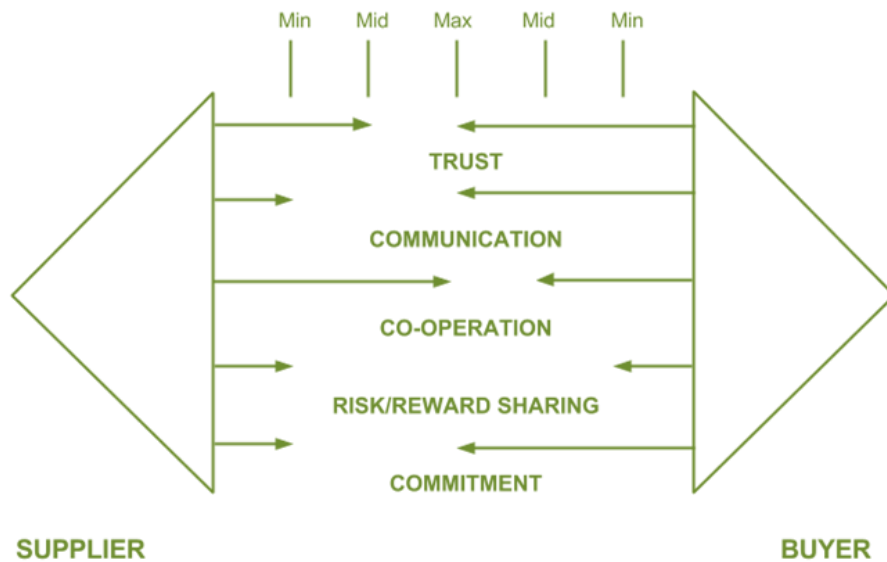 Min Mid Max Mid Min
TRUST
COMMUNICATION
CO-OPERATION
RISK/REWARD SHARING
COMMITMENT
SUPPLIER BUYER